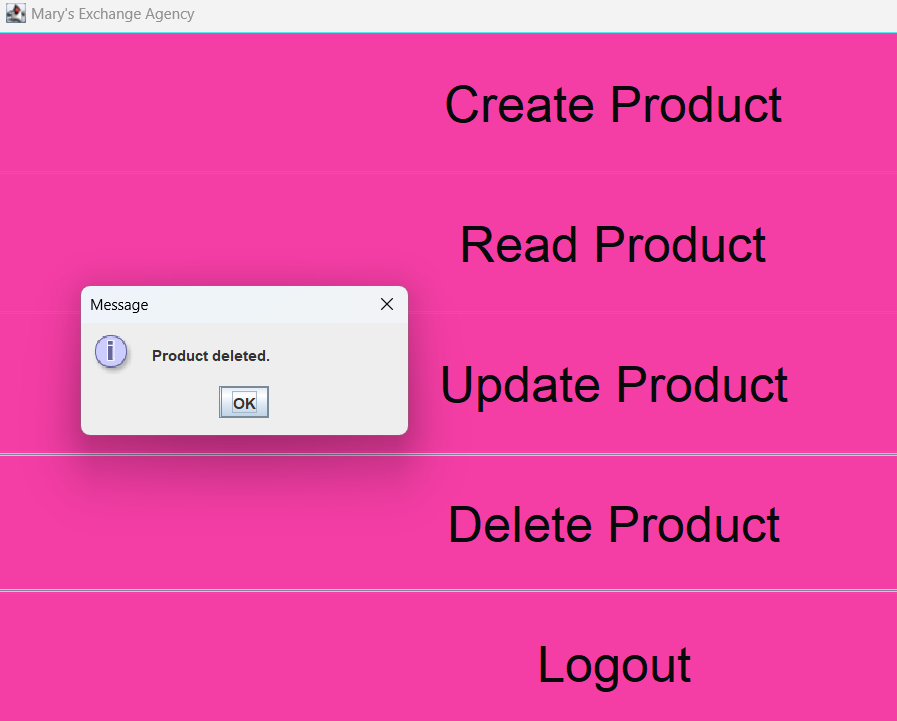 Mary's Exchange Agency
Create Product
Read Product
Message
Product deleted.
OK
Update Product
Delete Product
Logout